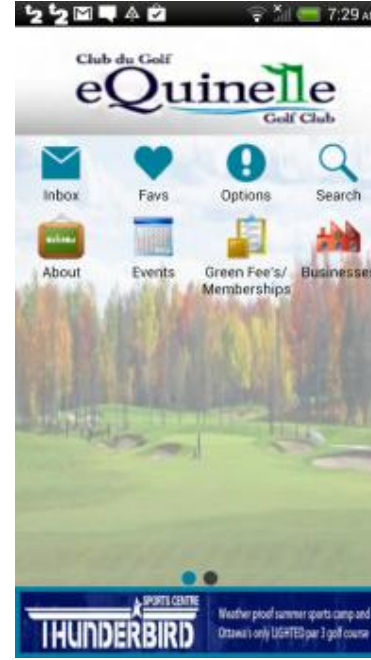 7:29 AM
Club du Golf
eQuinelle
Golf Club
Inbox
Favs
Options
Search
About
Events
Green Fee's/
Memberships
Businesses
THUNDERBIRD
SPORTS CENTRE
Weather proof summer sports camp and
Ottawa's only LIGHTED par 3 golf course